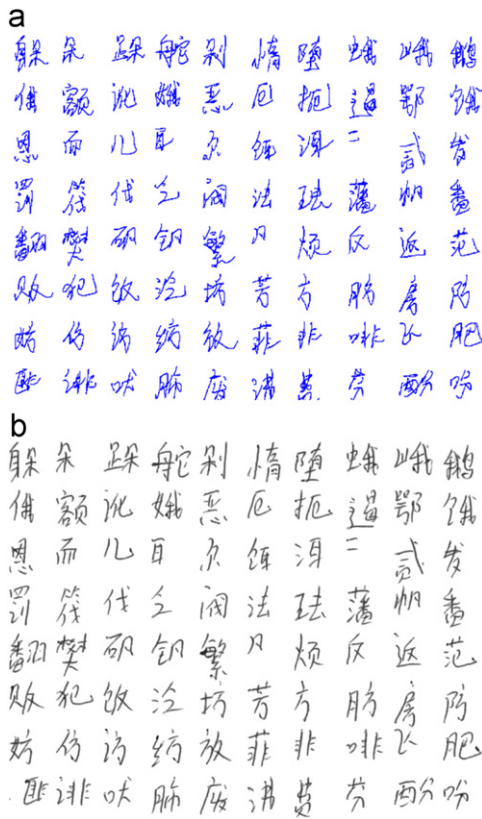 a
躲 朵 跺 舵 剁 惰 堕 蛾 峨 鹅
俄 额 讹 娥 恶 厄 扼 遏 鄂 饿
恩 而 儿 耳 尔 饵 洱 二 贰 发
罚 筏 伐 乏 阀 法 珐 藩 帆 番
翻 樊 矾 钒 繁 凡 烦 反 返 范
贩 犯 饭 泛 坊 芳 方 肪 房 防
妨 仿 访 纺 放 菲 非 啡 飞 肥
匪 诽 吠 肺 废 沸 费 芬 酚 吩
b
躲 朵 跺 舵 剁 惰 堕 蛾 峨 鹅
俄 额 讹 娥 恶 厄 扼 遏 鄂 饿
恩 而 儿 耳 尔 饵 洱 二 贰 发
罚 筏 伐 乏 阀 法 珐 藩 帆 番
翻 樊 矾 钒 繁 凡 烦 反 返 范
贩 犯 饭 泛 坊 芳 方 肪 房 防
妨 仿 访 纺 放 菲 非 啡 飞 肥
匪 诽 吠 肺 废 沸 费 芬 酚 吩